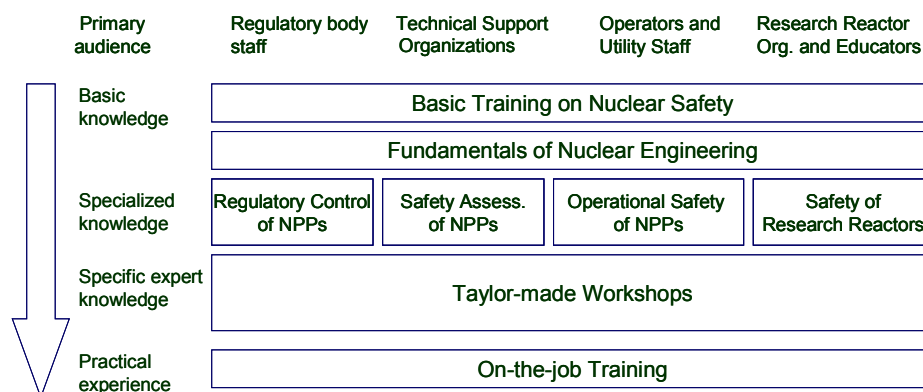 Primary
audience
Regulatory body
staff
Technical Support
Organizations
Operators and
Utility Staff
Research Reactor
Org. and Educators
Basic
knowledge
Basic Training on Nuclear Safety
Fundamentals of Nuclear Engineering
Specialized
knowledge
Regulatory Control
of NPPs
Safety Assess.
of NPPs
Operational Safety
of NPPs
Safety of
Research Reactors
Specific expert
knowledge
Taylor-made Workshops
Practical
experience
On-the-job Training